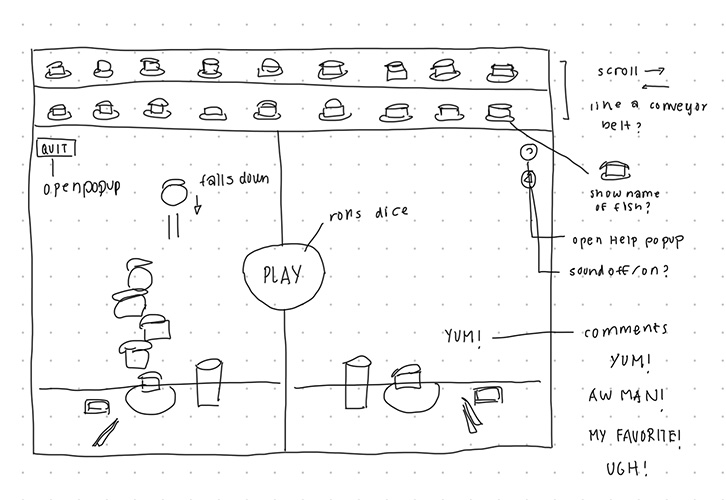 scroll →
←
like a conveyor
belt?
QUIT
open popup
falls down
show name
of fish?
rolls dice
open Help popup
PLAY
sound off/on?
YUM!
comments
YUM!
AW MAN!
MY FAVORITE!
UGH!